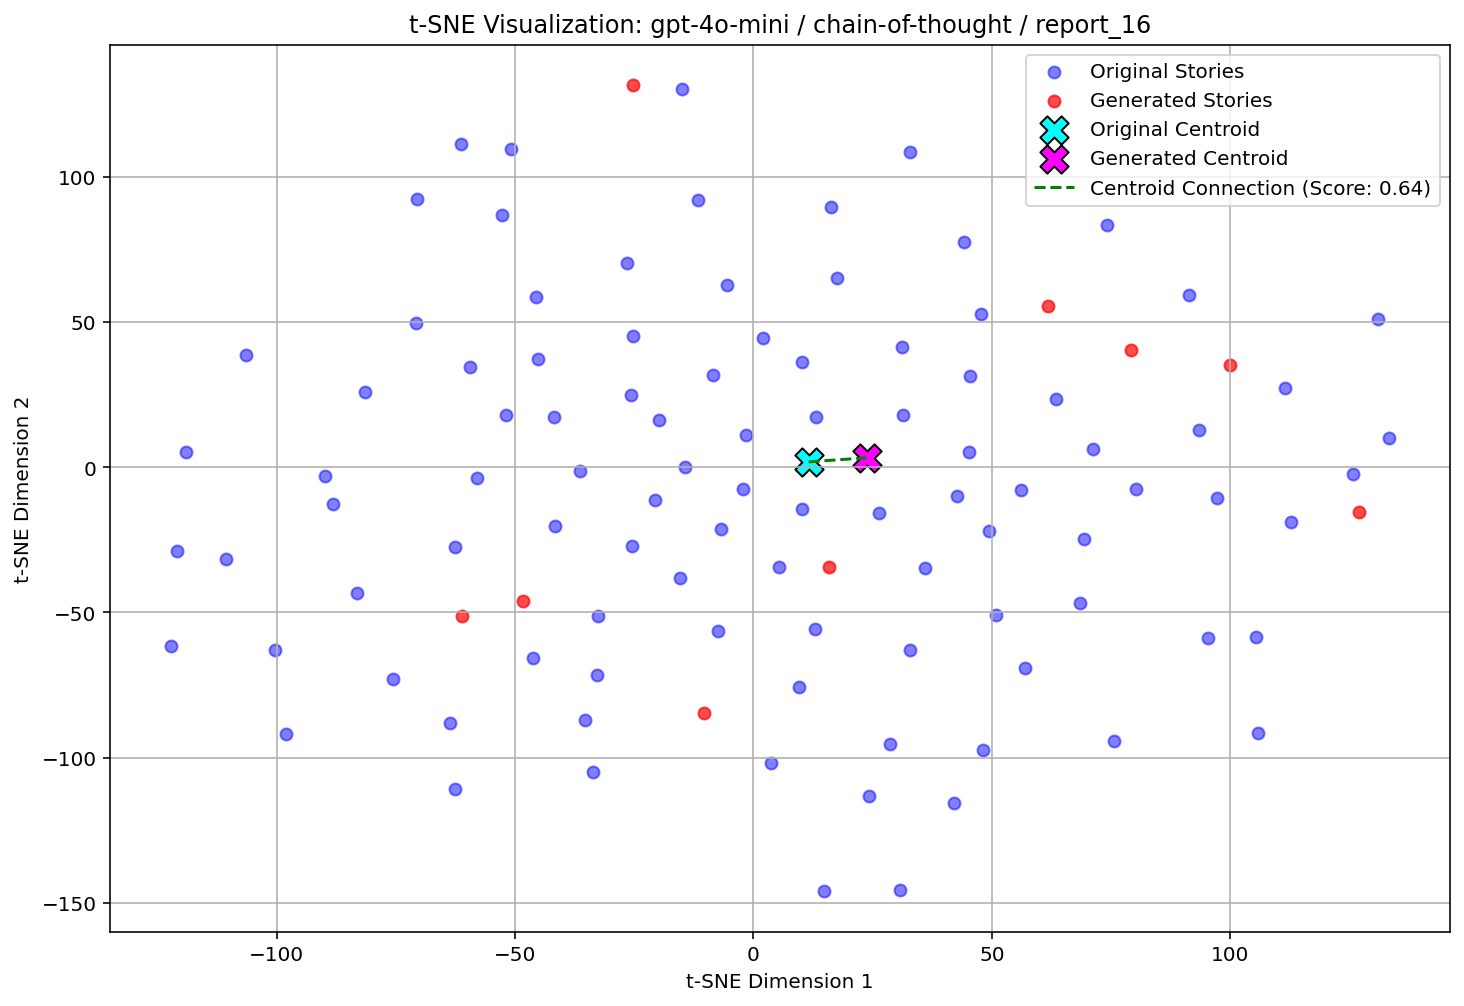 t-SNE Visualization: gpt-4o-mini / chain-of-thought / report_16
Original Stories
Generated Stories
Original Centroid
Generated Centroid
Centroid Connection (Score: 0.64)
100
50
0
−50
−100
−150
t-SNE Dimension 2
−100
−50
0
50
100
t-SNE Dimension 1